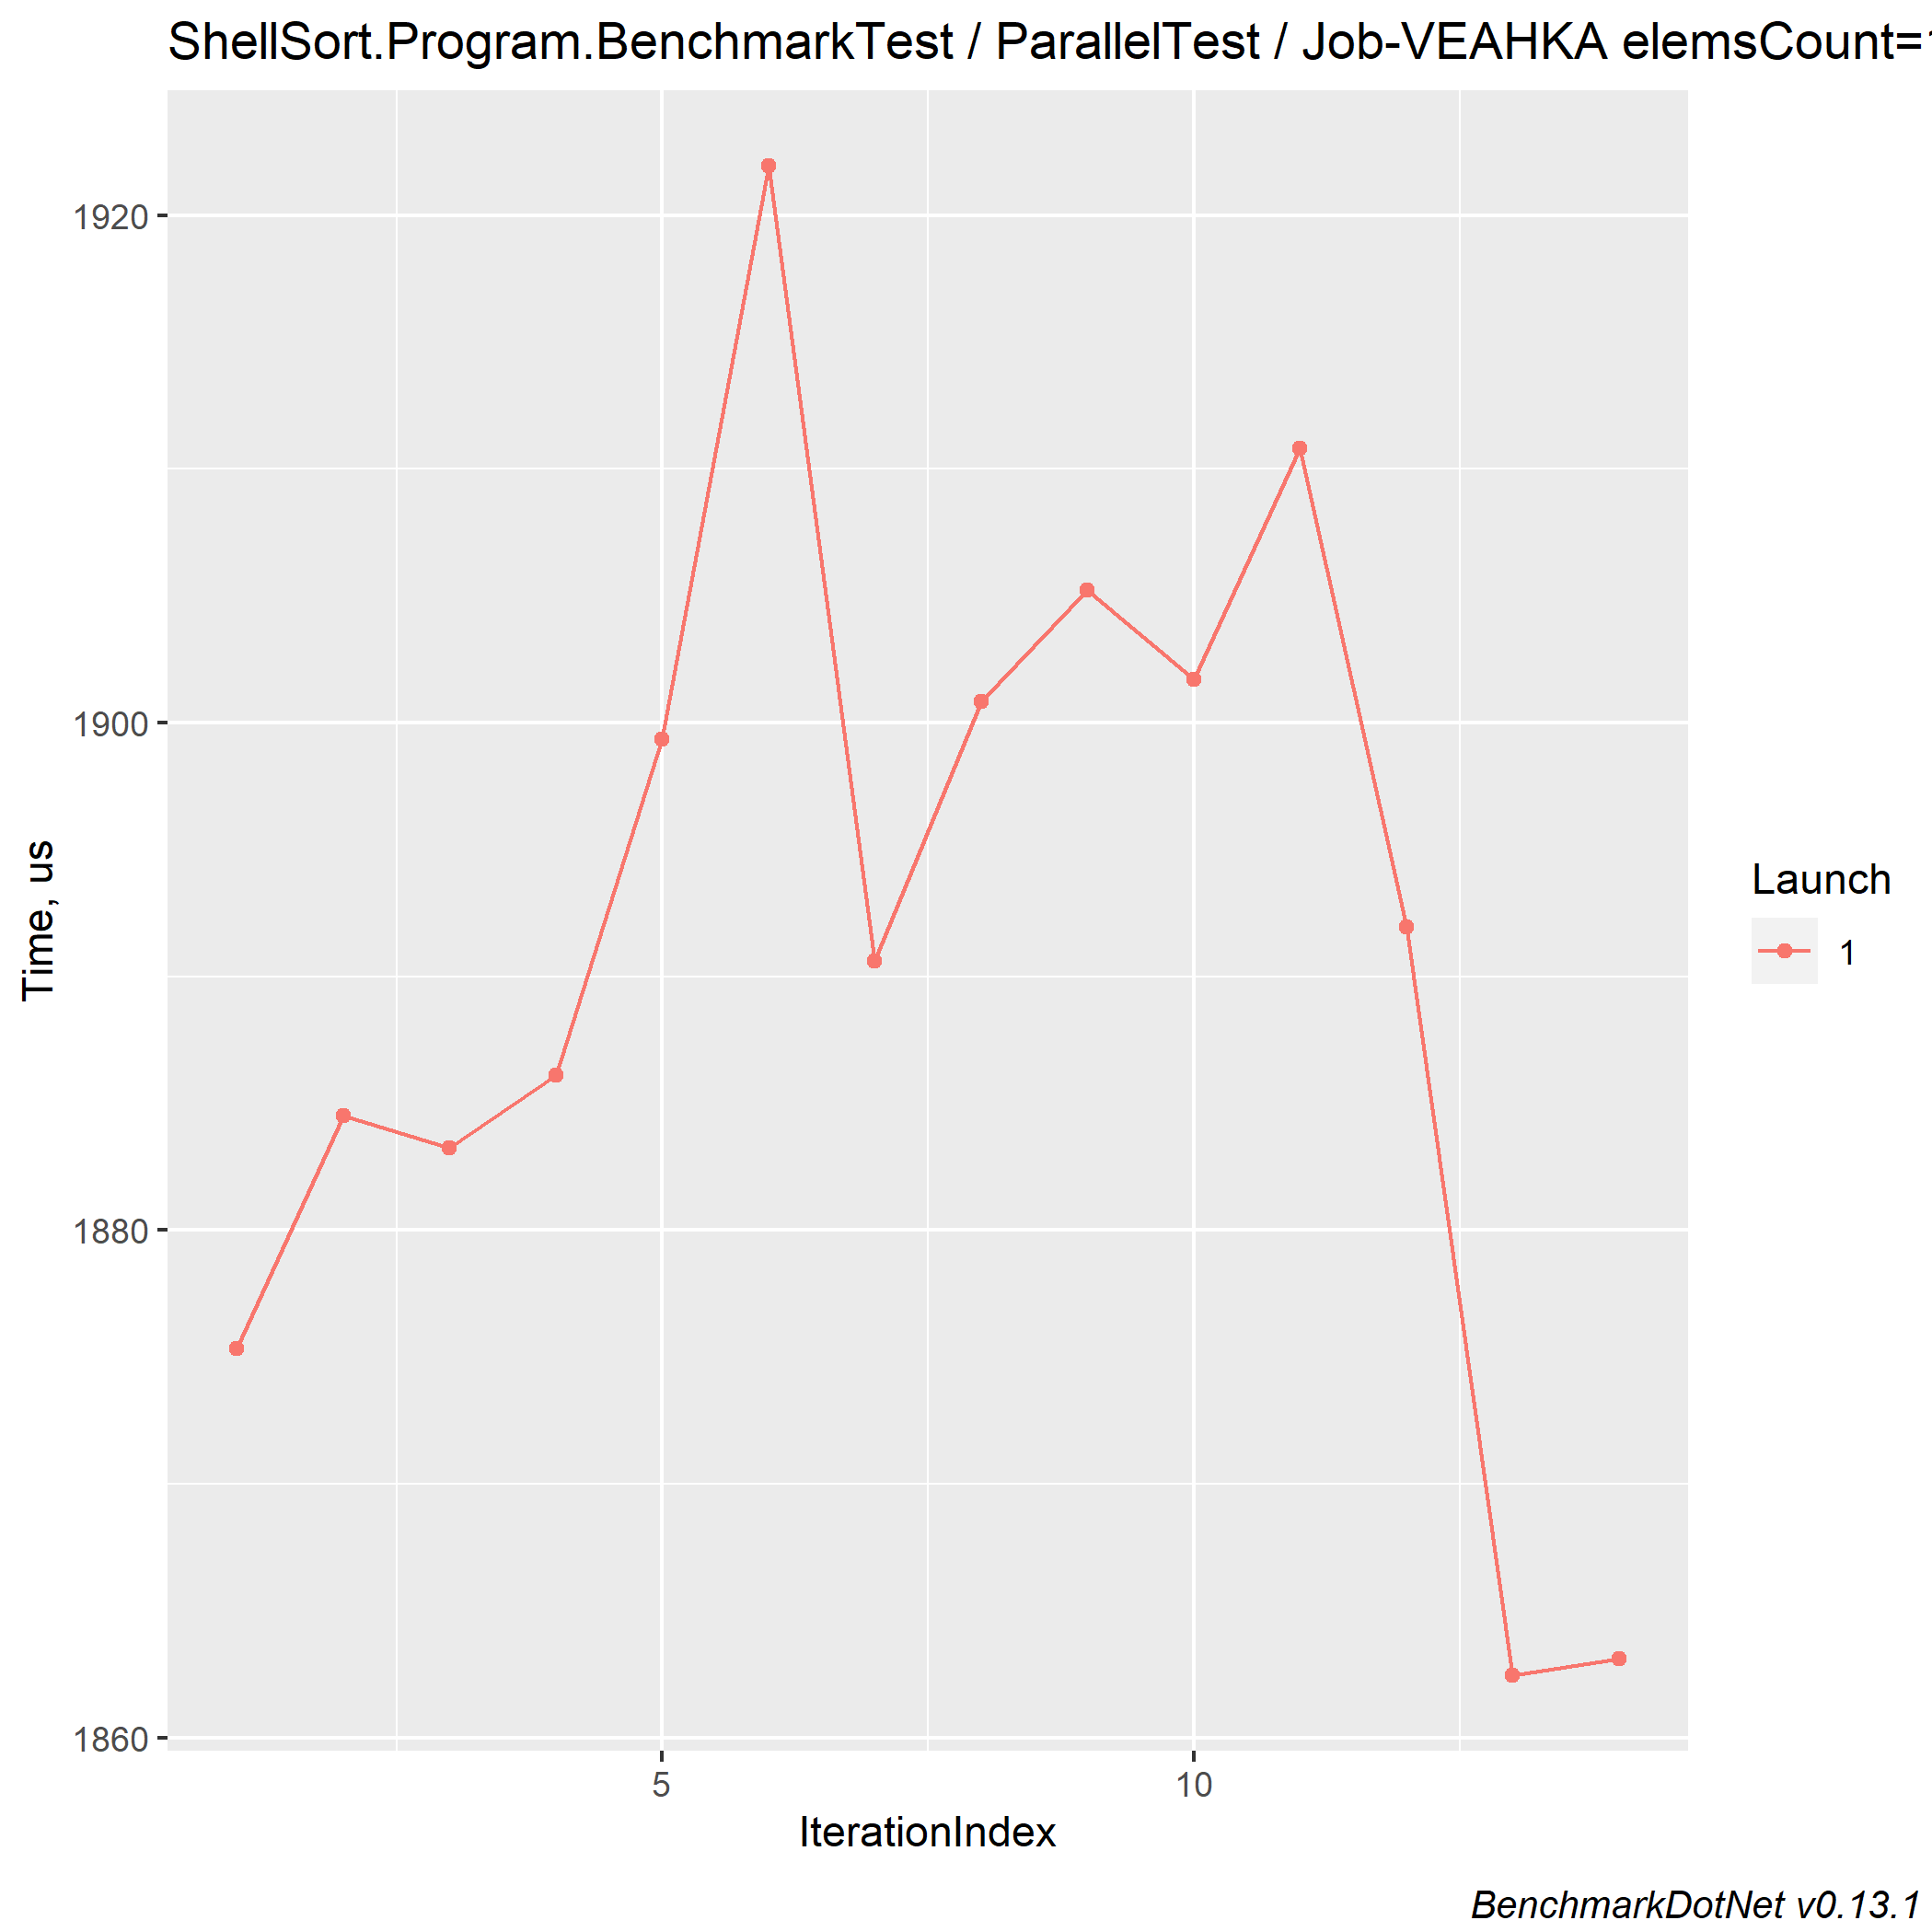 ShellSort.Program.BenchmarkTest / ParallelTest / Job-VEAHKA elemsCount=
1920
1900
1880
1860
Time, us
5
10
IterationIndex
Launch
1
BenchmarkDotNet v0.13.1